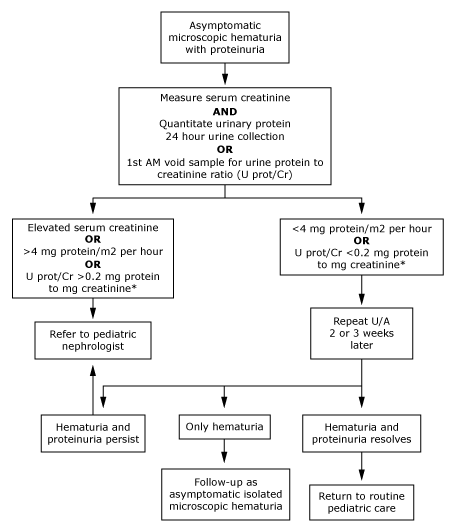 Asymptomatic
microscopic hematuria
with proteinuria
Measure serum creatinine
AND
Quantitate urinary protein
24 hour urine collection
OR
1st AM void sample for urine protein to
creatinine ratio (U prot/Cr)
Elevated serum creatinine
OR
>4 mg protein/m2 per hour
OR
U prot/Cr >0.2 mg protein
to mg creatinine*
<4 mg protein/m2 per hour
OR
U prot/Cr <0.2 mg protein
to mg creatinine*
Refer to pediatric
nephrologist
Repeat U/A
2 or 3 weeks
later
Hematuria and
proteinuria persist
Only hematuria
Hematuria and
proteinuria resolves
Follow-up as
asymptomatic isolated
microscopic hematuria
Return to routine
pediatric care